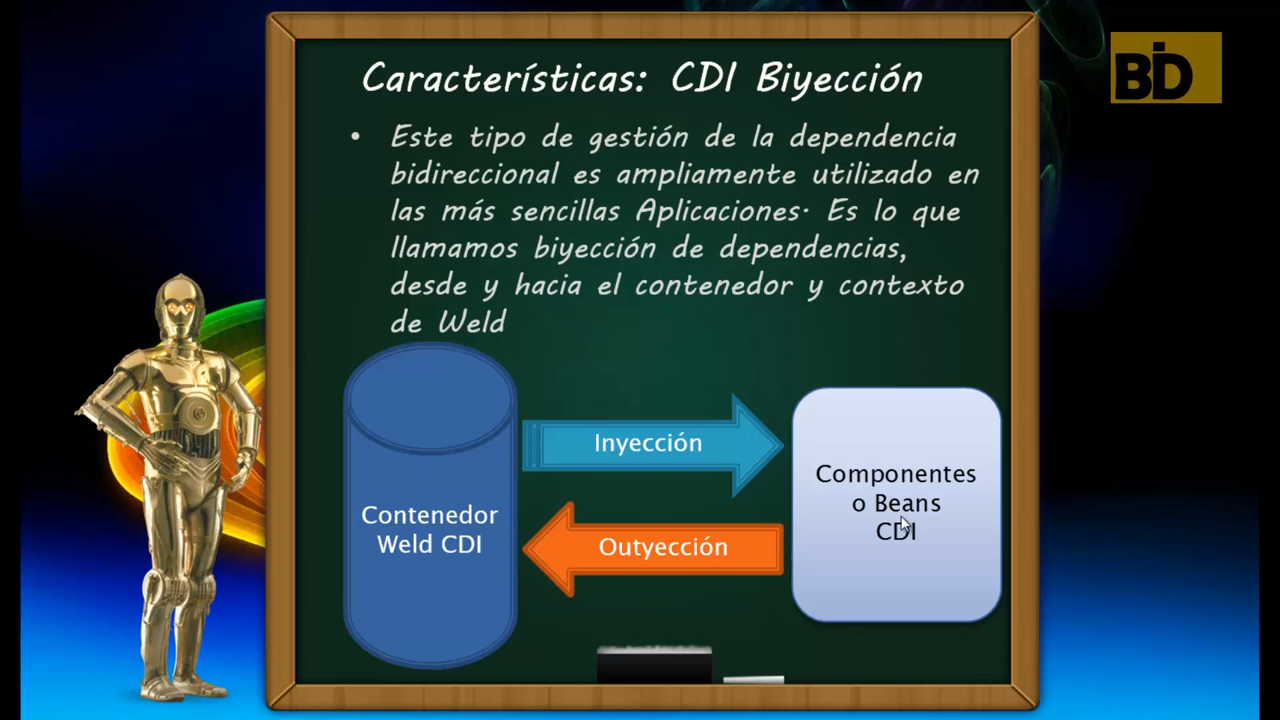 BID
Características: CDI Biyección
• Este tipo de gestión de la dependencia
bidireccional es ampliamente utilizado en
las más sencillas Aplicaciones. Es lo que
llamamos biyección de dependencias,
desde y hacia el contenedor y contexto
de Weld
Inyección
Componentes
o Beans
CDI
Contenedor
Weld CDI
Outyección